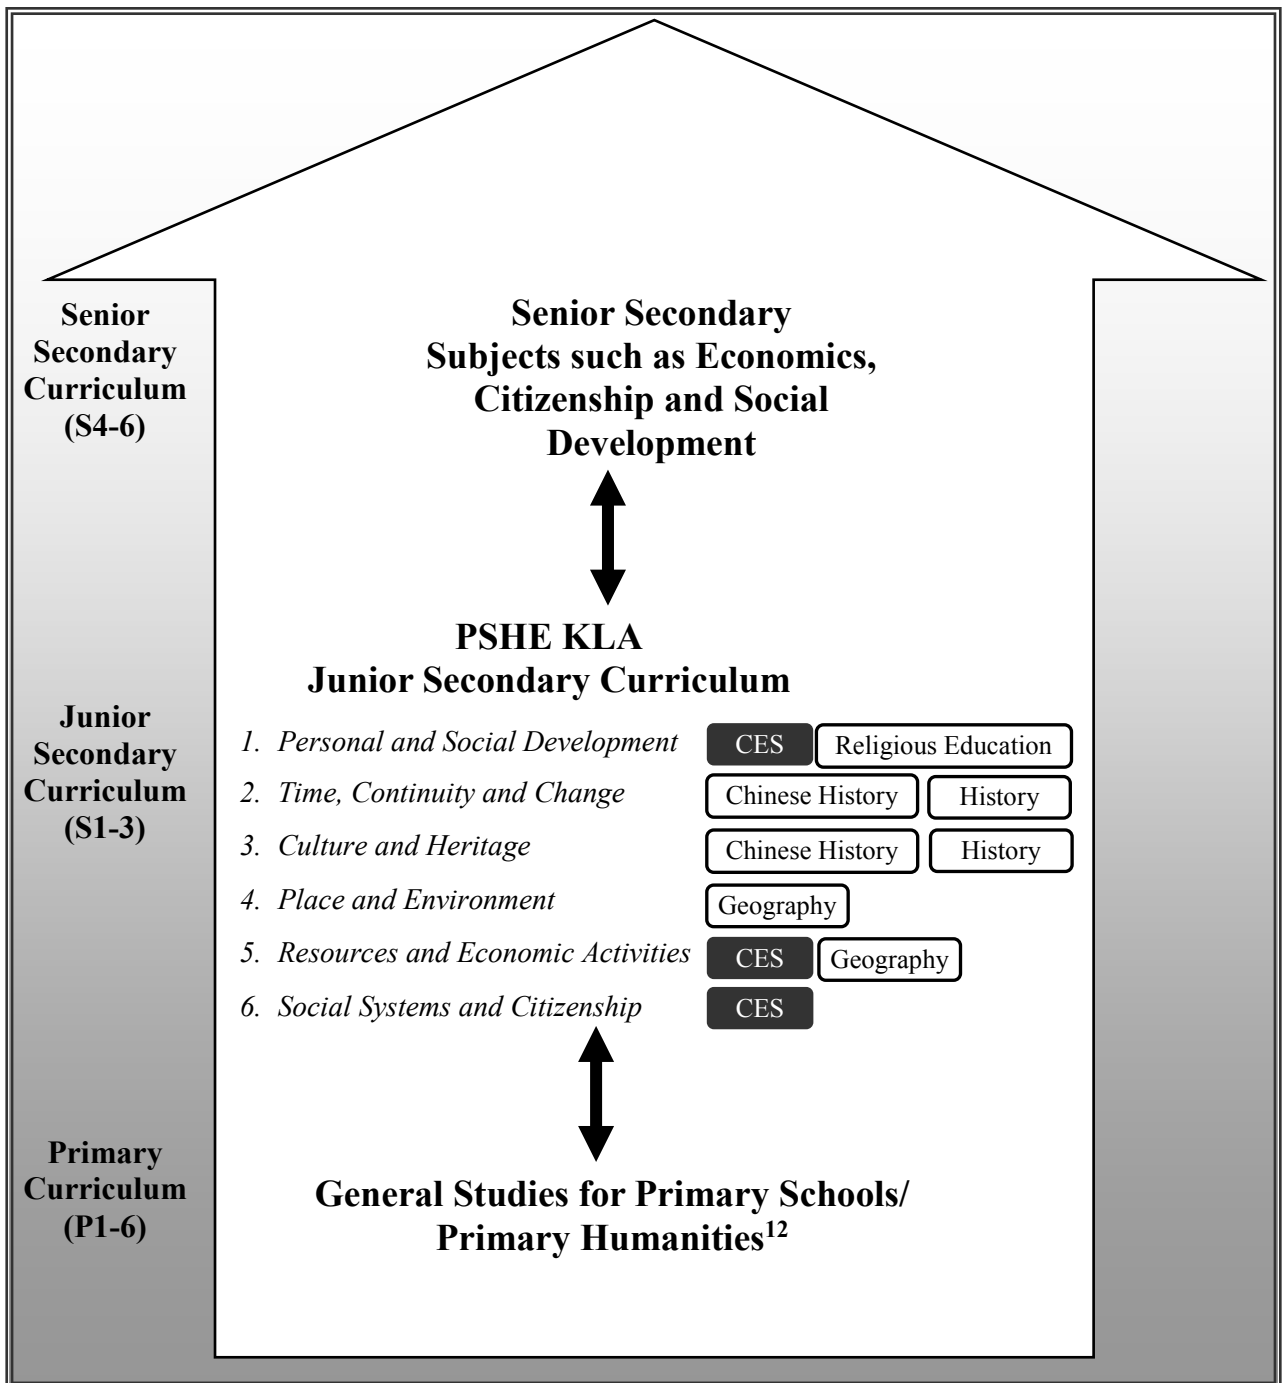 Senior
Secondary
Curriculum
(S4-6)
Senior Secondary
Subjects such as Economics,
Citizenship and Social
Development
PSHE KLA
Junior Secondary Curriculum
Junior
Secondary
Curriculum
(S1-3)
1. Personal and Social Development CES Religious Education
2. Time, Continuity and Change Chinese History History
3. Culture and Heritage Chinese History History
4. Place and Environment Geography
5. Resources and Economic Activities CES Geography
6. Social Systems and Citizenship CES
Primary
Curriculum
(P1-6)
General Studies for Primary Schools/
Primary Humanities¹²